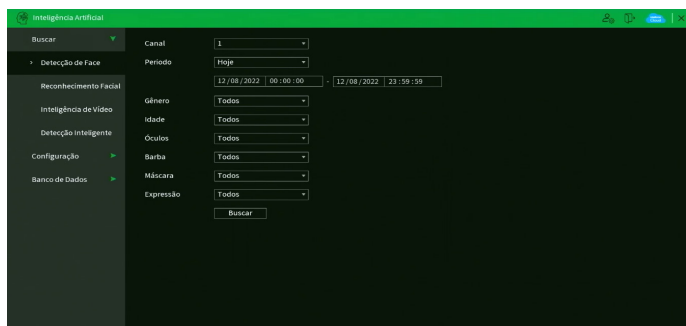 Inteligência Artificial
Buscar
Detecção de Face
Reconhecimento Facial
Inteligência de Vídeo
Detecção Inteligente
Configuração
Banco de Dados
Canal 1
Período Hoje
12/08/2022 00:00:00 - 12/08/2022 23:59:59
Gênero Todos
Idade Todos
Óculos Todos
Barba Todos
Máscara Todos
Expressão Todos
Buscar